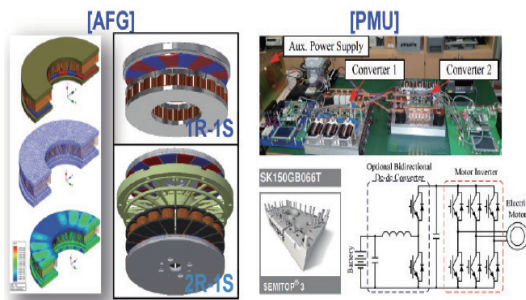 [AFG]
[PMU]
Aux. Power Supply
Converter 1
Converter 2
1R-1S
2R-1S
SK150GB066T
SEMITOP® 3
Optional Bidirectional
Dc-dc Converter
Motor Inverter
Electri
Motor
Battery